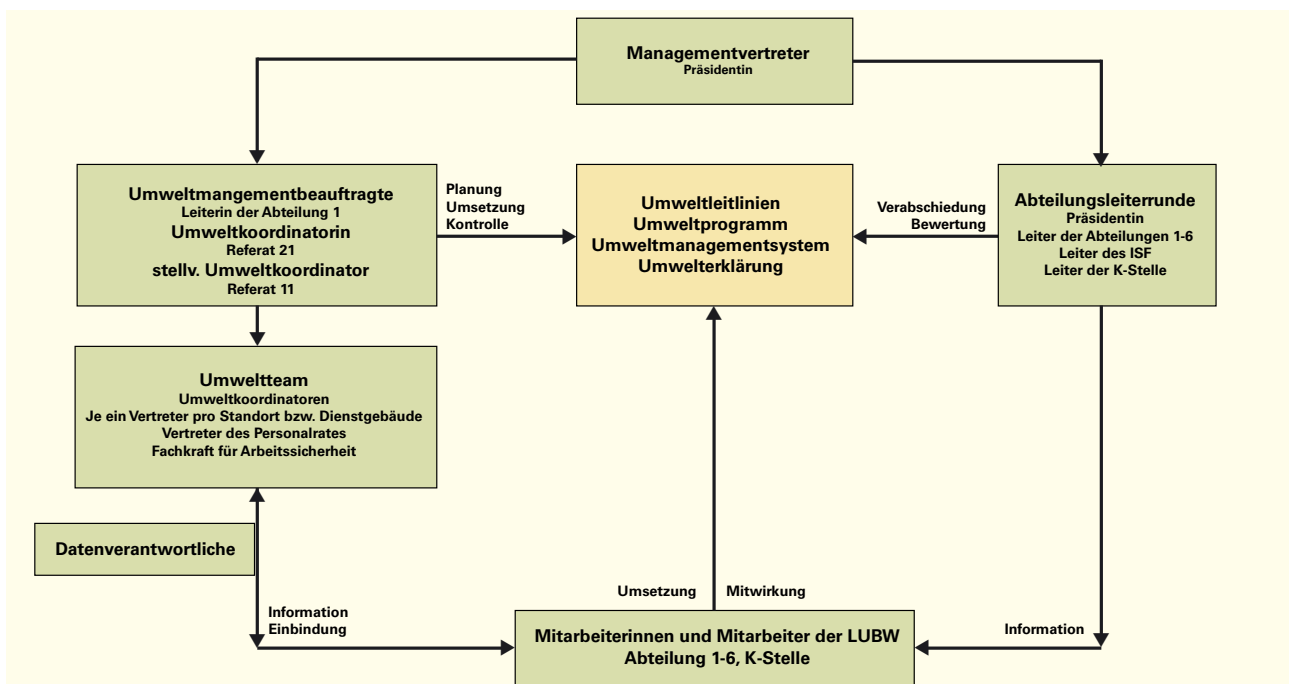 Managementvertreter
Präsidentin
Umweltmangementbeauftragte
Leiterin der Abteilung 1
Umweltkoordinatorin
Referat 21
stellv. Umweltkoordinator
Referat 11
Planung
Umsetzung
Kontrolle
Umweltleitlinien
Umweltprogramm
Umweltmanagementsystem
Umwelterklärung
Verabschiedung
Bewertung
Abteilungsleiterrunde
Präsidentin
Leiter der Abteilungen 1-6
Leiter des ISF
Leiter der K-Stelle
Umweltteam
Umweltkoordinatoren
Je ein Vertreter pro Standort bzw. Dienstgebäude
Vertreter des Personalrates
Fachkraft für Arbeitssicherheit
Datenverantwortliche
Information
Einbindung
Umsetzung
Mitwirkung
Mitarbeiterinnen und Mitarbeiter der LUBW
Abteilung 1-6, K-Stelle
Information